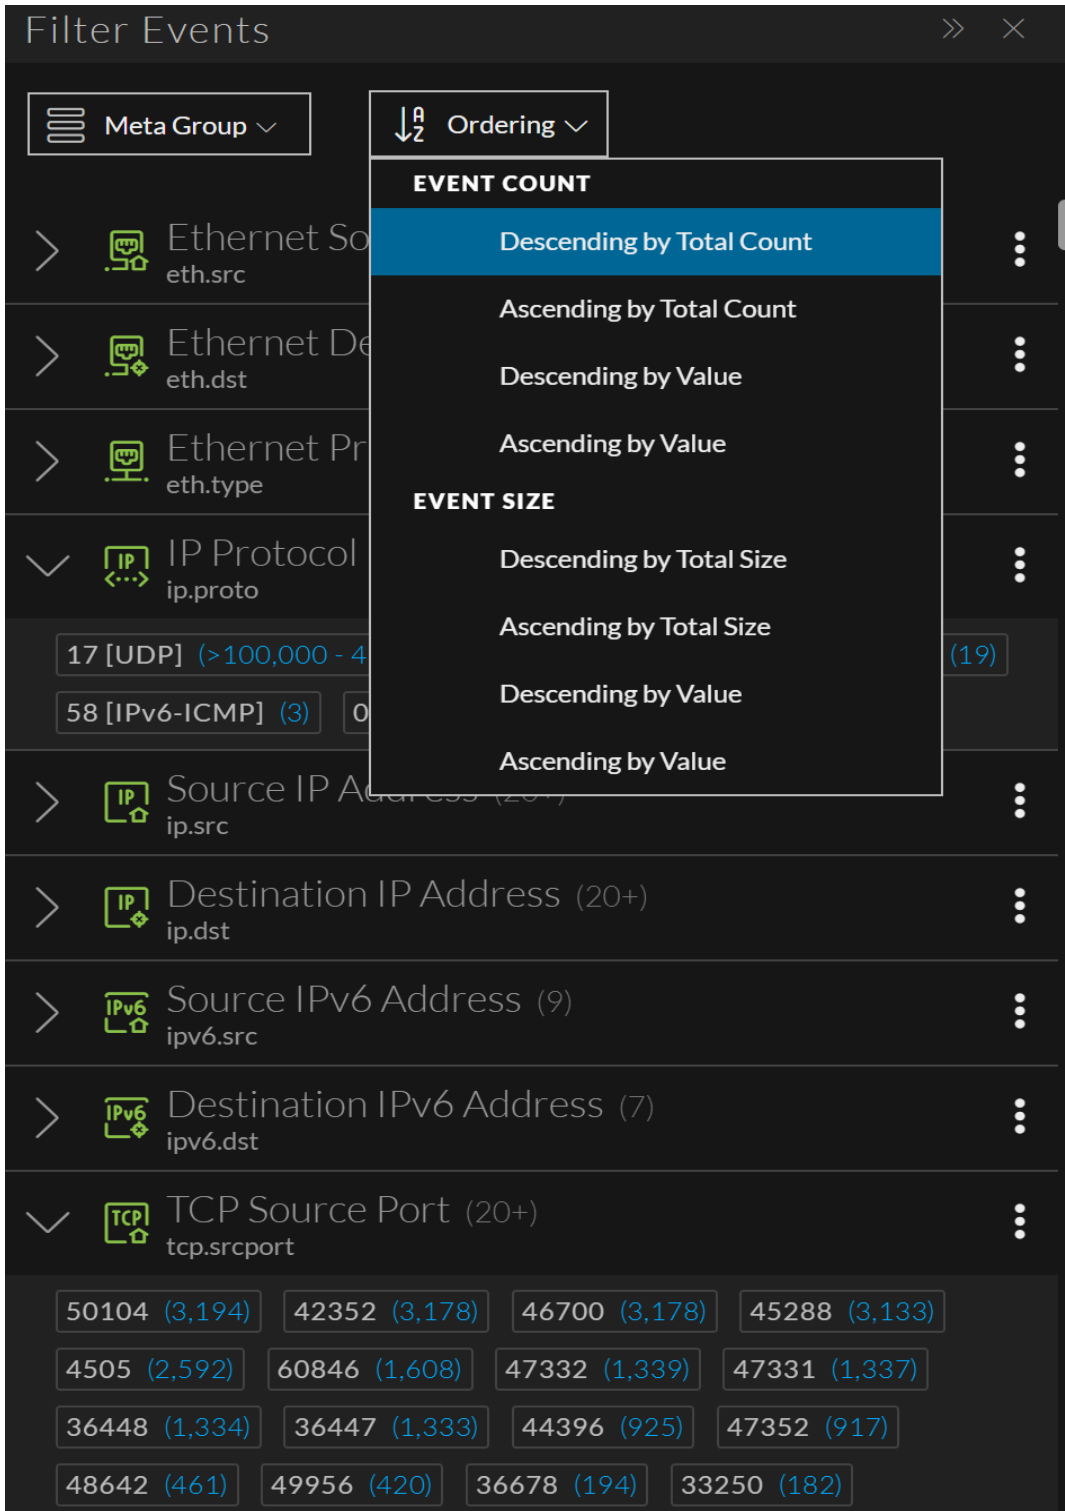 Filter Events
Meta Group
Ordering
EVENT COUNT
Descending by Total Count
Ascending by Total Count
Descending by Value
Ascending by Value
EVENT SIZE
Descending by Total Size
Ascending by Total Size
Descending by Value
Ascending by Value
Ethernet
eth.src
Ethernet
eth.dst
Ethernet
eth.type
IP Protocol
ip.proto
17 [UDP] (>100,000 - 4 (19)
58 [IPv6-ICMP] (3) 0
Source IP Address (20+)
ip.src
Destination IP Address (20+)
ip.dst
Source IPv6 Address (9)
ipv6.src
Destination IPv6 Address (7)
ipv6.dst
TCP Source Port (20+)
tcp.srcport
50104 (3,194) 42352 (3,178) 46700 (3,178) 45288 (3,133)
4505 (2,592) 60846 (1,608) 47332 (1,339) 47331 (1,337)
36448 (1,334) 36447 (1,333) 44396 (925) 47352 (917)
48642 (461) 49956 (420) 36678 (194) 33250 (182)